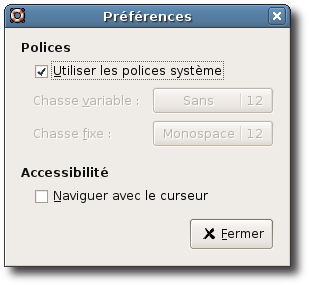 Préférences
Polices
Utiliser les polices système
Chasse variable : Sans 12
Chasse fixe : Monospace 12
Accessibilité
Naviguer avec le curseur
Fermer